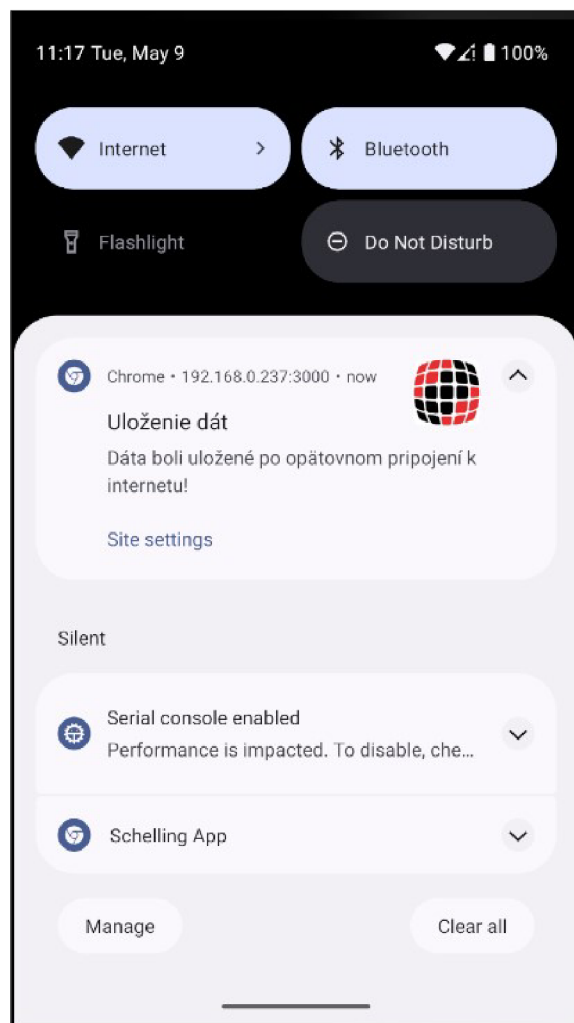 11:17 Tue, May 9
100%
Internet
Bluetooth
Flashlight
Do Not Disturb
Chrome • 192.168.0.237:3000 • now
Uloženie dát
Dáta boli uložené po opätovnom pripojení k
internetu!
Site settings
Silent
Serial console enabled
Performance is impacted. To disable, che…
Schelling App
Manage
Clear all